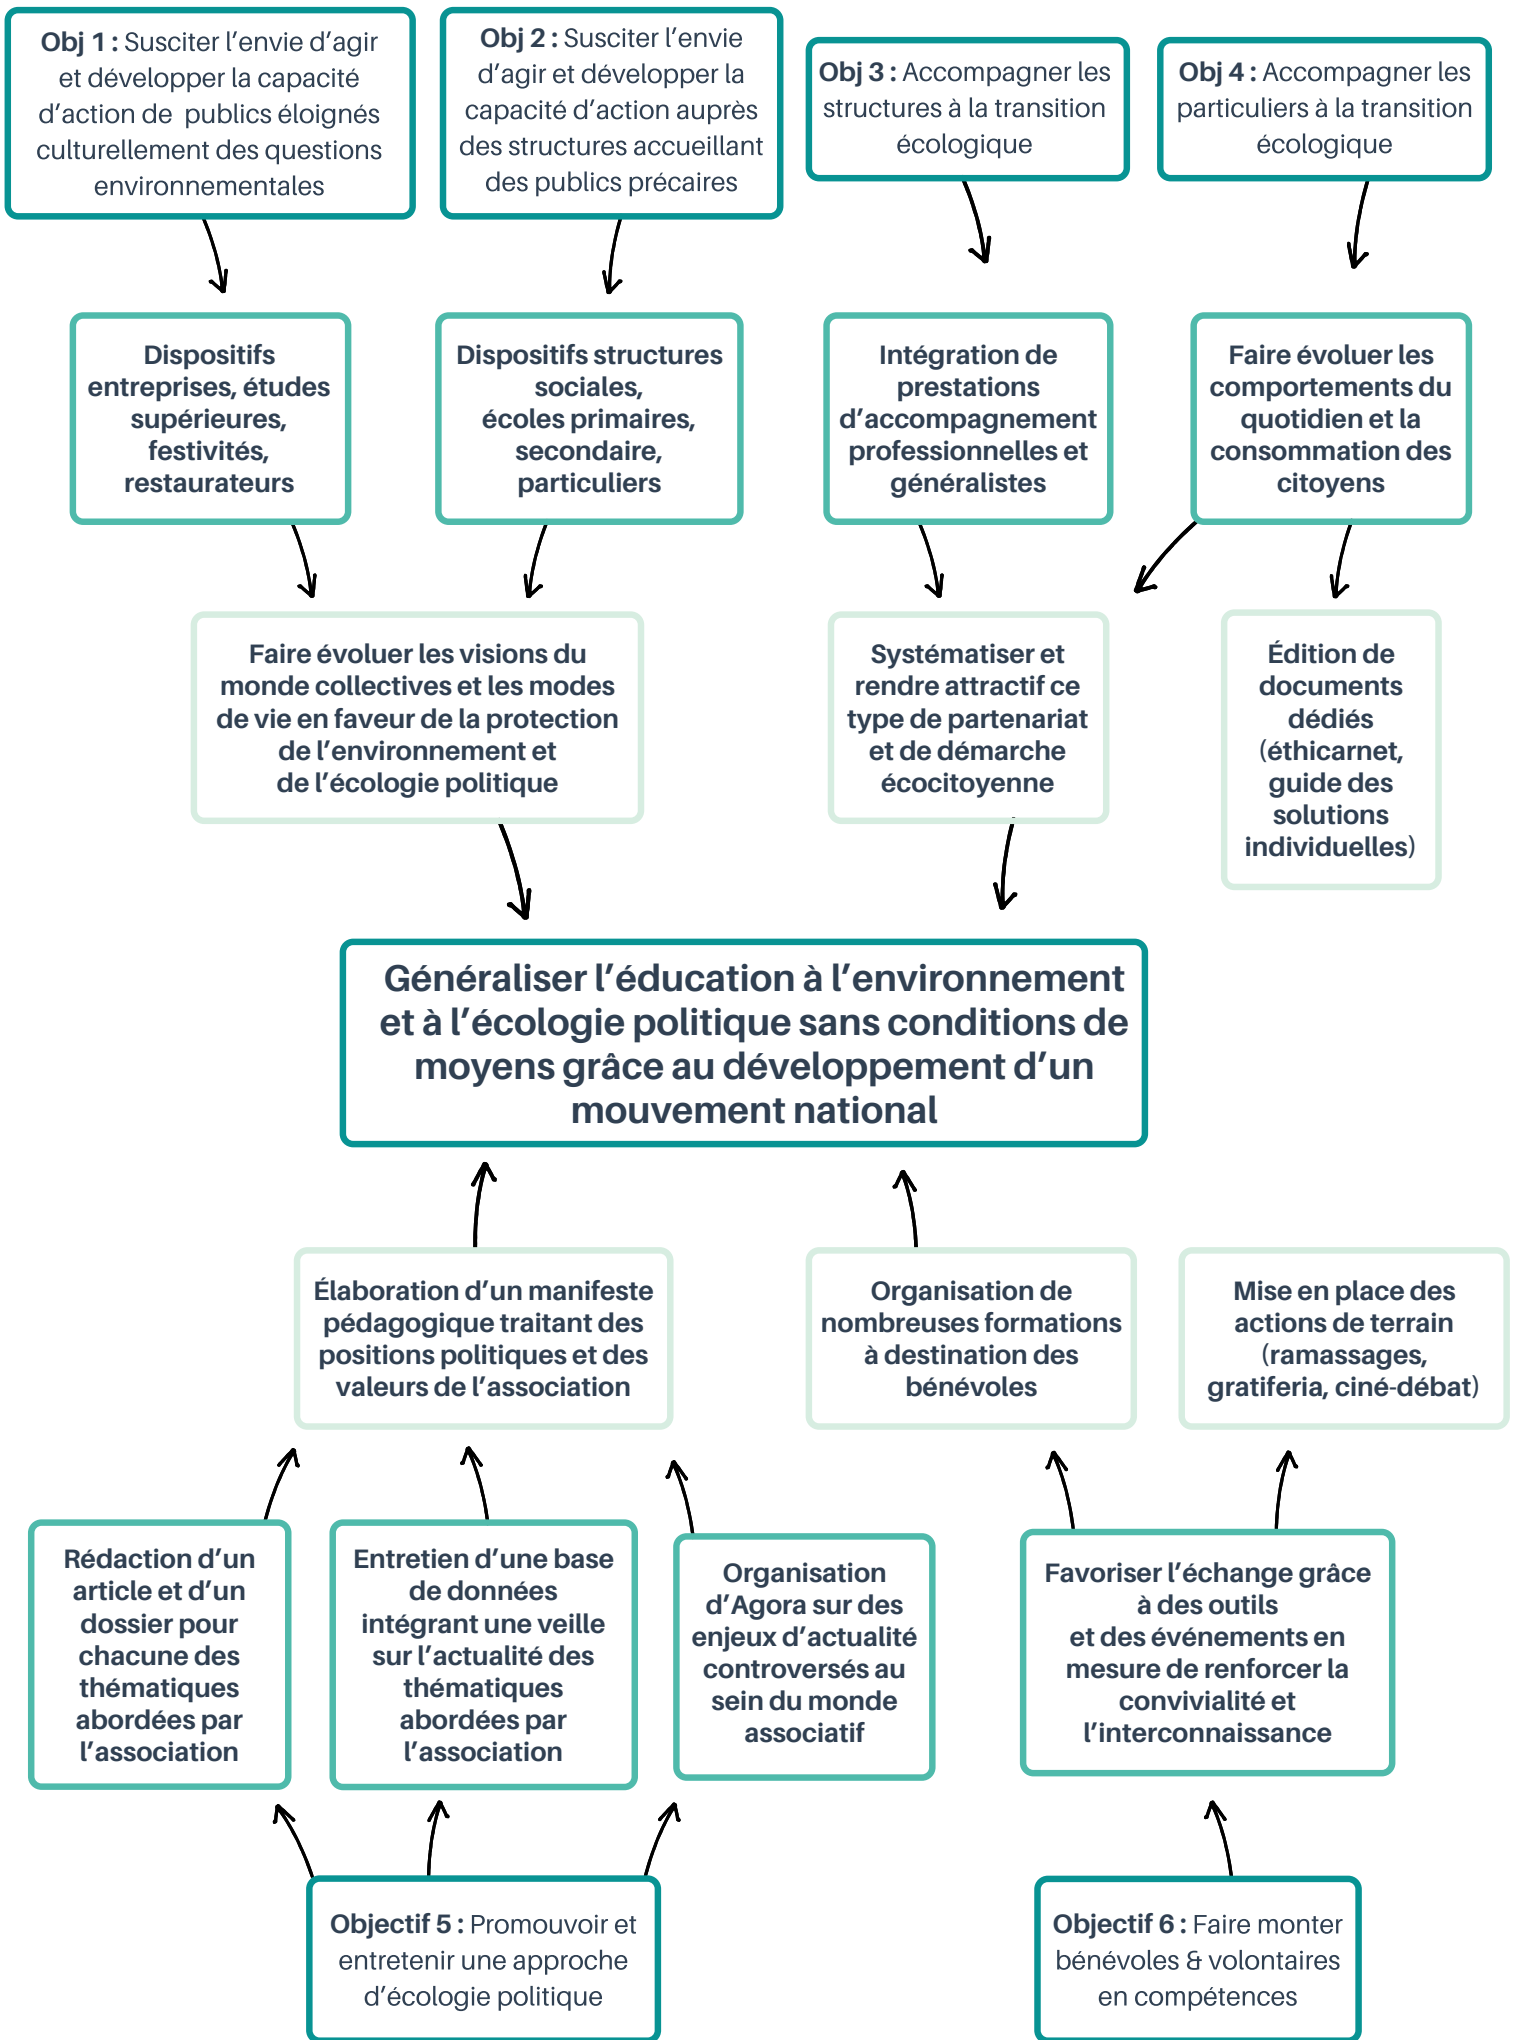 Obj 1 : Susciter l’envie d’agir
et développer la capacité
d’action de publics éloignés
culturellement des questions
environnementales
Obj 2 : Susciter l’envie
d’agir et développer la
capacité d’action auprès
des structures accueillant
des publics précaires
Obj 3 : Accompagner les
structures à la transition
écologique
Obj 4 : Accompagner les
particuliers à la transition
écologique
Dispositifs
entreprises, études
supérieures,
festivités,
restaurateurs
Dispositifs structures
sociales,
écoles primaires,
secondaire,
particuliers
Intégration de
prestations
d’accompagnement
professionnelles et
généralistes
Faire évoluer les
comportements du
quotidien et la
consommation des
citoyens
Faire évoluer les visions du
monde collectives et les modes
de vie en faveur de la protection
de l’environnement et
de l’écologie politique
Systématiser et
rendre attractif ce
type de partenariat
et de démarche
écocitoyenne
Édition de
documents
dédiés
(éthicarnet,
guide des
solutions
individuelles)
Généraliser l’éducation à l’environnement
et à l’écologie politique sans conditions de
moyens grâce au développement d’un
mouvement national
Élaboration d’un manifeste
pédagogique traitant des
positions politiques et des
valeurs de l’association
Organisation de
nombreuses formations
à destination des
bénévoles
Mise en place des
actions de terrain
(ramassages,
gratiferia, ciné-débat)
Rédaction d’un
article et d’un
dossier pour
chacune des
thématiques
abordées par
l’association
Entretien d’une base
de données
intégrant une veille
sur l’actualité des
thématiques
abordées par
l’association
Organisation
d’Agora sur des
enjeux d’actualité
controversés au
sein du monde
associatif
Favoriser l’échange grâce
à des outils
et des événements en
mesure de renforcer la
convivialité et
l’interconnaissance
Objectif 5 : Promouvoir et
entretenir une approche
d’écologie politique
Objectif 6 : Faire monter
bénévoles & volontaires
en compétences